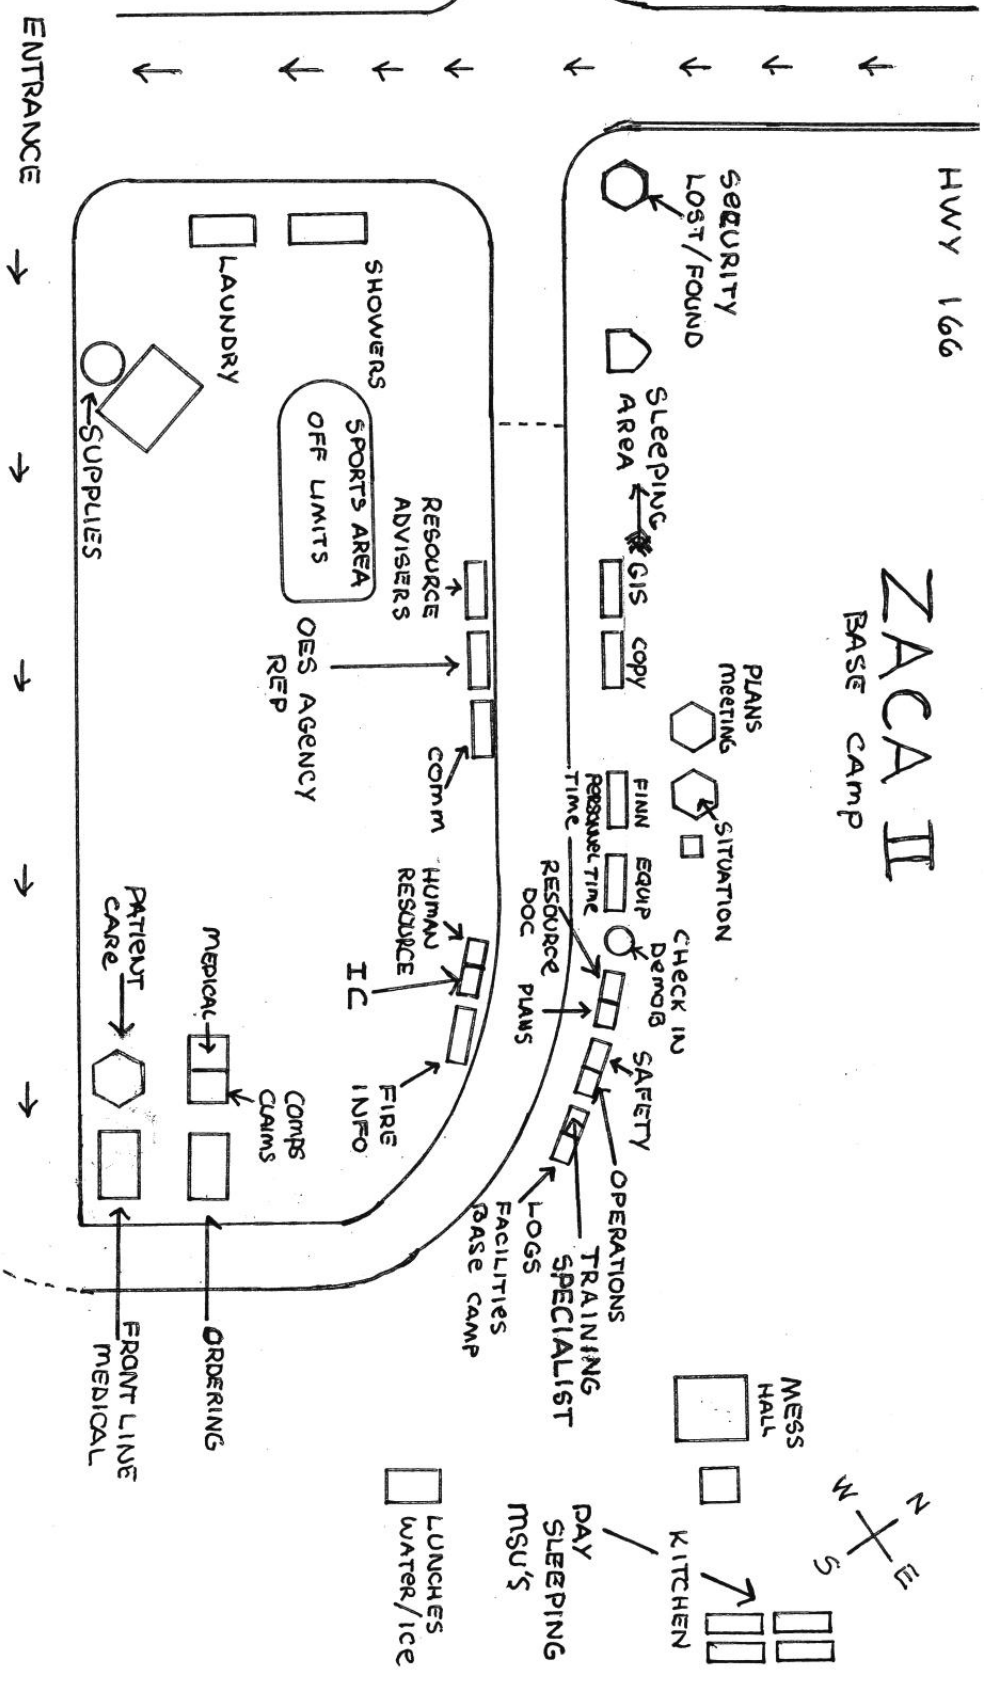 ZACA II
BASE CAMP
HWY 166
SEQURITY
LOST/FOUND
SLEEPING
AREA
GIS
COPY
PLANS
MEETING
SITUATION
FINN
PERSONNEL TIME
TIME
EQUIP
CHECK IN
DEMOB
RESOURCE
DOC
PLANS
SAFETY
OPERATIONS
TRAINING
SPECIALIST
LOGS
FACILITIES
BASE CAMP
MESS
HALL
N
E
S
W
KITCHEN
DAY
SLEEPING
MSU'S
LUNCHES
WATER/ICE
SHOWERS
LAUNDRY
SUPPLIES
SPORTS AREA
OFF LIMITS
RESOURCE
ADVISERS
OES AGENCY
REP
COMM
HUMAN
RESOURCE
IC
FIRE
INFO
MEDICAL
COMPS
CLAIMS
PATIENT
CARE
ORDERING
FRONT LINE
MEDICAL
ENTRANCE